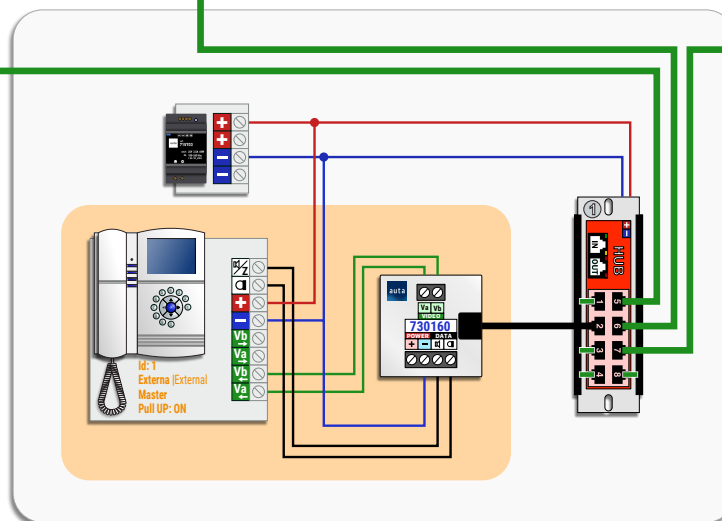 +
+
−
−
1
+
−
HUB
IN
OUT
1
5
2
6
3
7
4
8
Z
+
−
Vb
Va
Vb
Va
Id: 1
Externa |External
Master
Pull UP: ON
auta
Va Vb
VIDEO
730160
POWER DATA
+ −